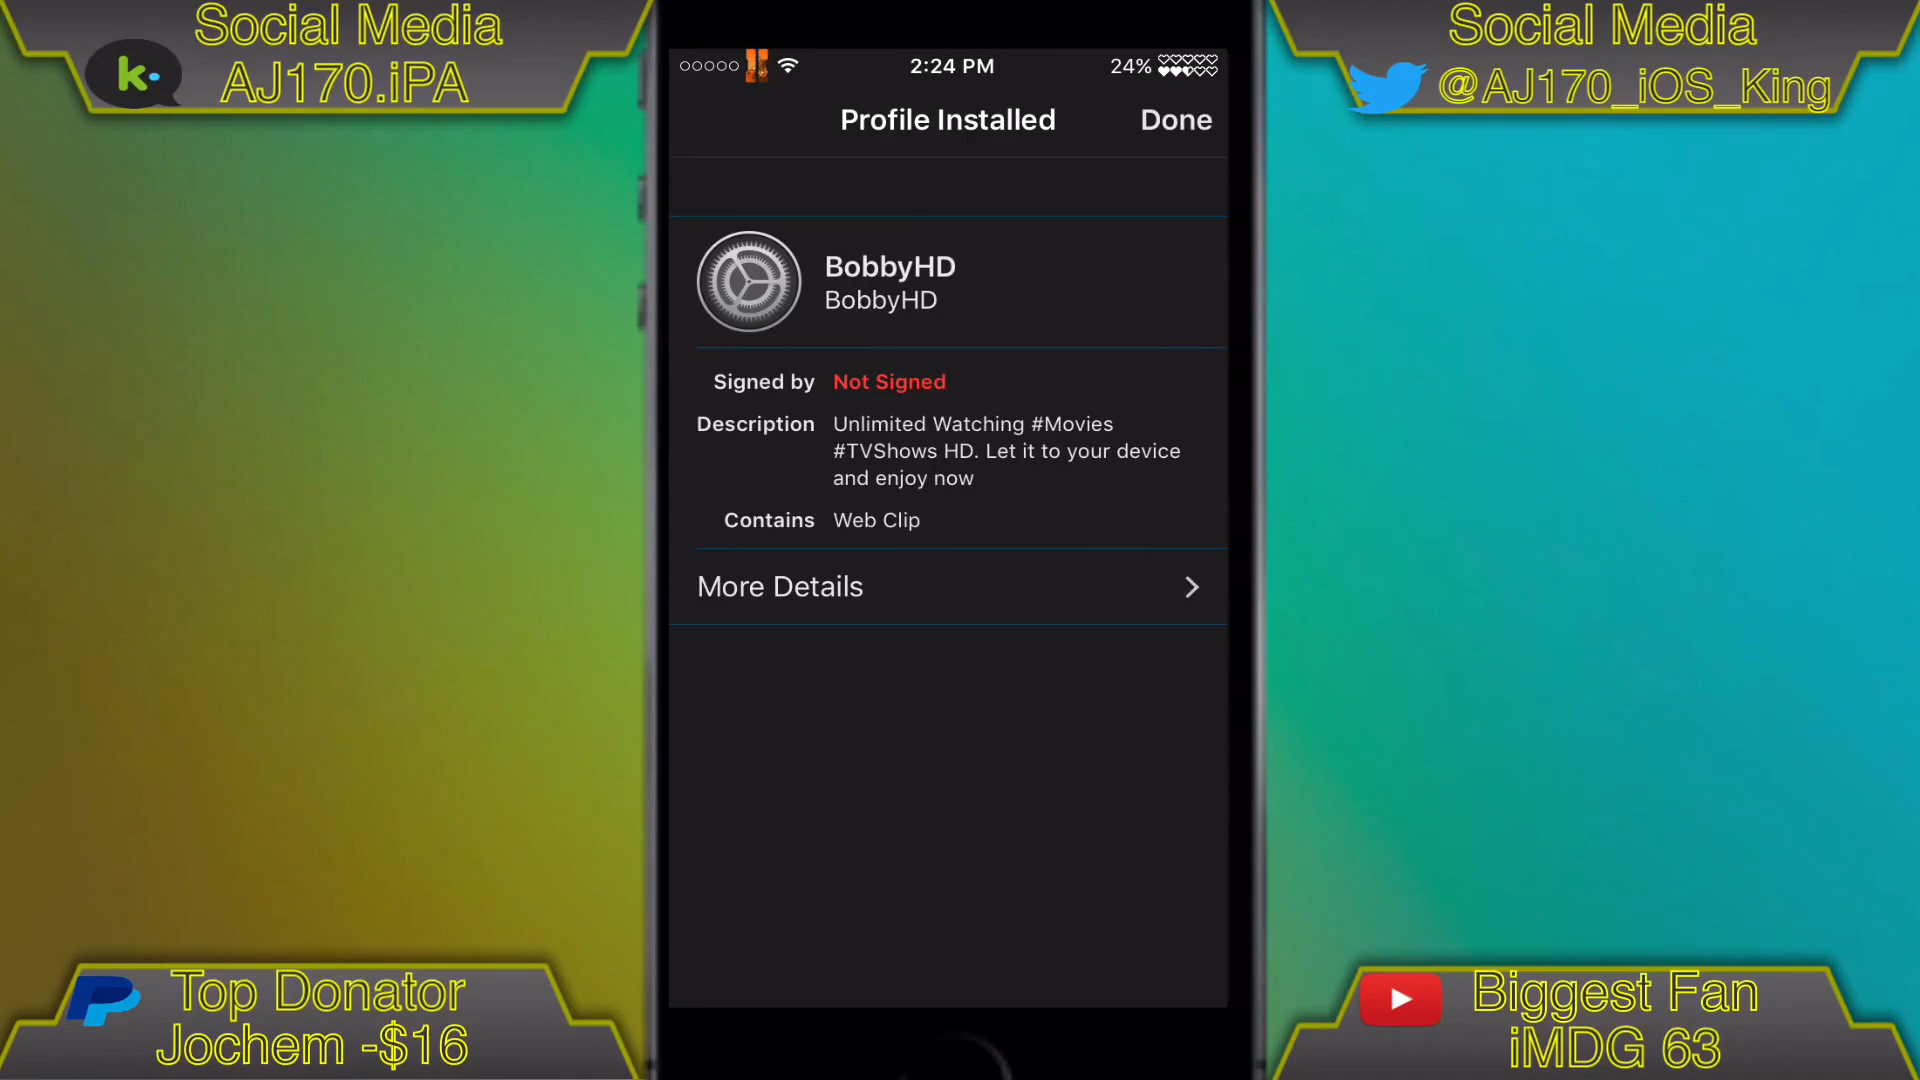 Social Media
AJ170.iPA
k.
Social Media
@AJ170_iOS_King
2:24 PM
24%
Profile Installed
Done
BobbyHD
BobbyHD
Signed by Not Signed
Description Unlimited Watching #Movies
#TVShows HD. Let it to your device
and enjoy now
Contains Web Clip
More Details
Top Donator
Jochem -$16
Biggest Fan
iMDG 63